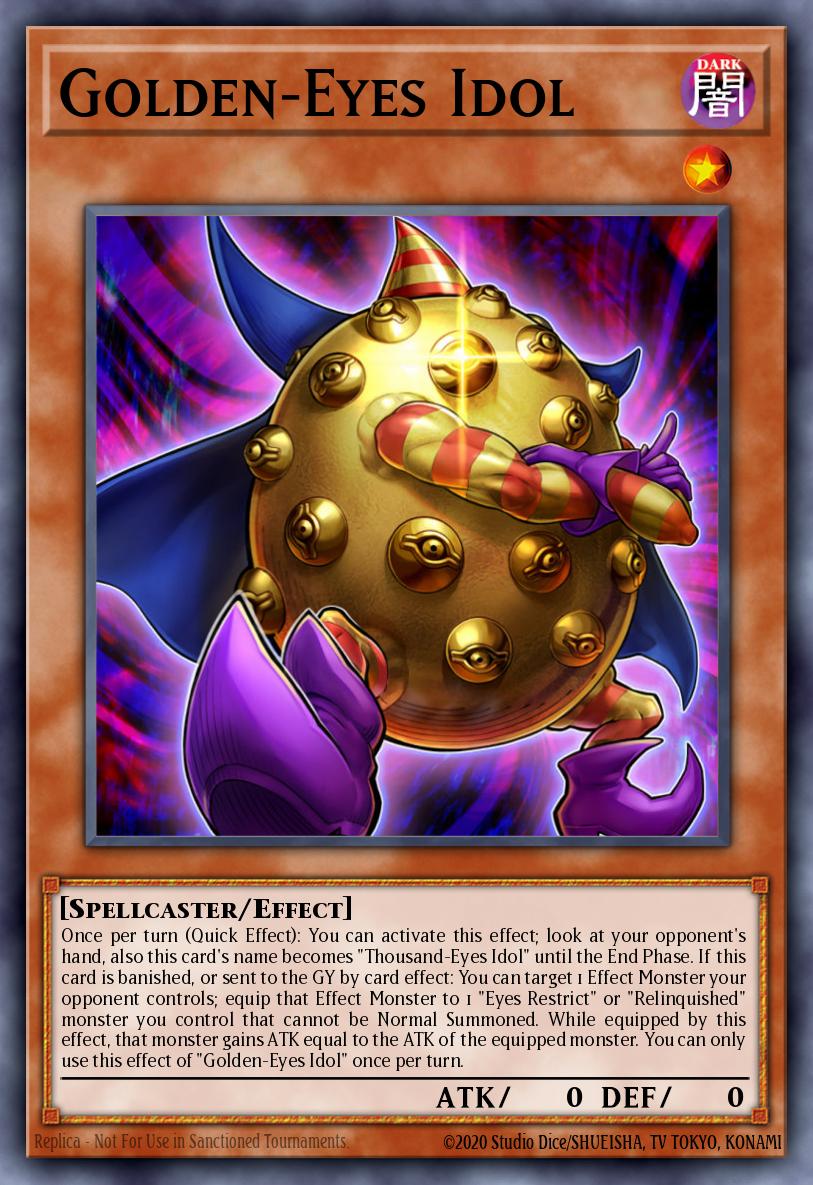 Golden-Eyes Idol
DARK
闇
[Spellcaster/Effect]
Once per turn (Quick Effect): You can activate this effect; look at your opponent's
hand, also this card's name becomes "Thousand-Eyes Idol" until the End Phase. If this
card is banished, or sent to the GY by card effect: You can target 1 Effect Monster your
opponent controls; equip that Effect Monster to 1 "Eyes Restrict" or "Relinquished"
monster you control that cannot be Normal Summoned. While equipped by this
effect, that monster gains ATK equal to the ATK of the equipped monster. You can only
use this effect of "Golden-Eyes Idol" once per turn.
ATK/ 0 DEF/ 0
Replica - Not For Use in Sanctioned Tournaments. ©2020 Studio Dice/SHUEISHA, TV TOKYO, KONAMI